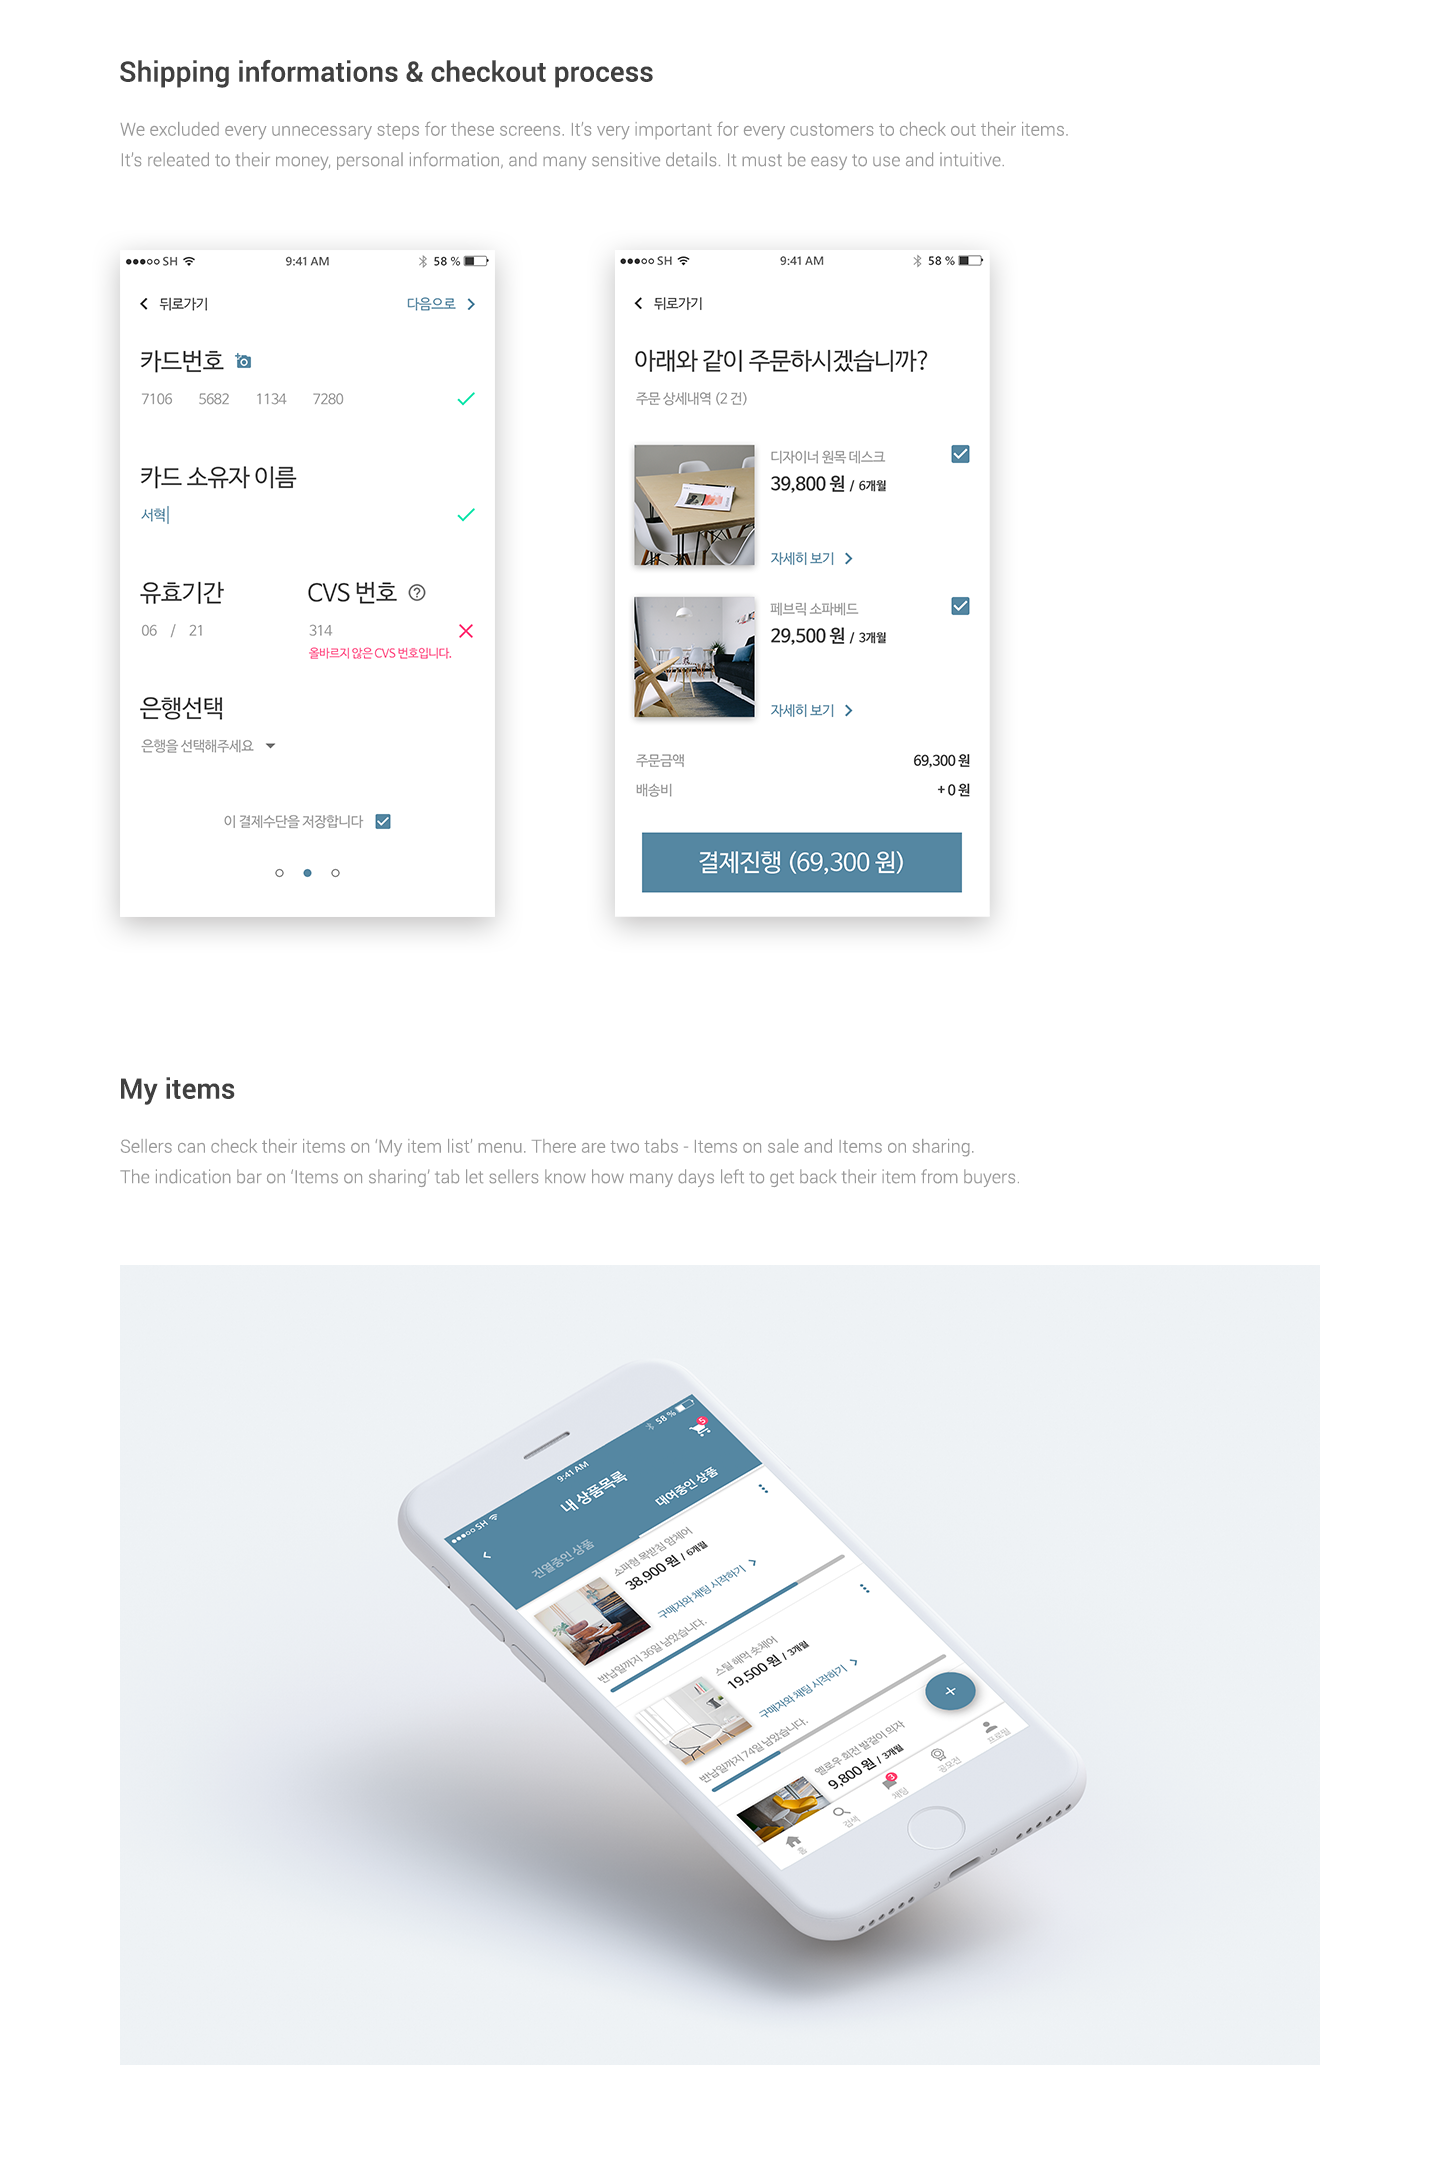 Shipping informations & checkout process
We excluded every unnecessary steps for these screens. It's very important for every customers to check out their items.
It's releated to their money, personal information, and many sensitive details. It must be easy to use and intuitive.
SH 9:41 AM 58 %
뒤로가기 다음으로
카드번호
7106 5682 1134 7280
카드 소유자 이름
서혁
유효기간 CVS 번호
06 / 21 314
올바르지 않은 CVS 번호입니다.
은행선택
은행을 선택해주세요
이 결제수단을 저장합니다
SH 9:41 AM 58 %
뒤로가기
아래와 같이 주문하시겠습니까?
주문 상세내역 (2 건)
디자이너 원목 데스크
39,800 원 / 6개월
자세히 보기
페브릭 소파베드
29,500 원 / 3개월
자세히 보기
주문금액 69,300 원
배송비 + 0 원
결제진행 (69,300 원)
My items
Sellers can check their items on 'My item list' menu. There are two tabs - Items on sale and Items on sharing.
The indication bar on 'Items on sharing' tab let sellers know how many days left to get back their item from buyers.
SH 9:41 AM 58 %
내 상품목록 5
진열중인 상품 대여중인 상품
소파형 목받침 암체어
38,900 원 / 6개월
구매자와 채팅 시작하기
반납일까지 36일 남았습니다.
스틸 해먹 숏체어
19,500 원 / 3개월
구매자와 채팅 시작하기
반납일까지 74일 남았습니다.
옐로우 회전 발걸이 의자
9,800 원 / 3개월
3
홈 검색 채팅 공모전 프로필